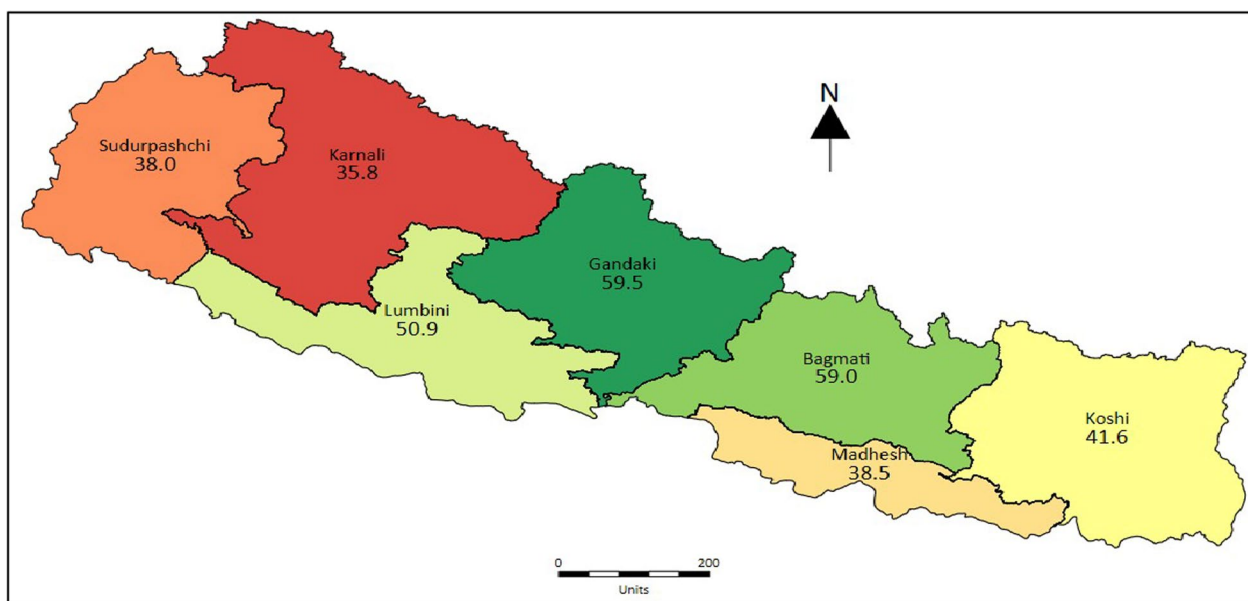 N
Sudurpashchi
38.0
Karnali
35.8
Gandaki
59.5
Lumbini
50.9
Bagmati
59.0
Koshi
41.6
Madhesh
38.5
0 200
Units